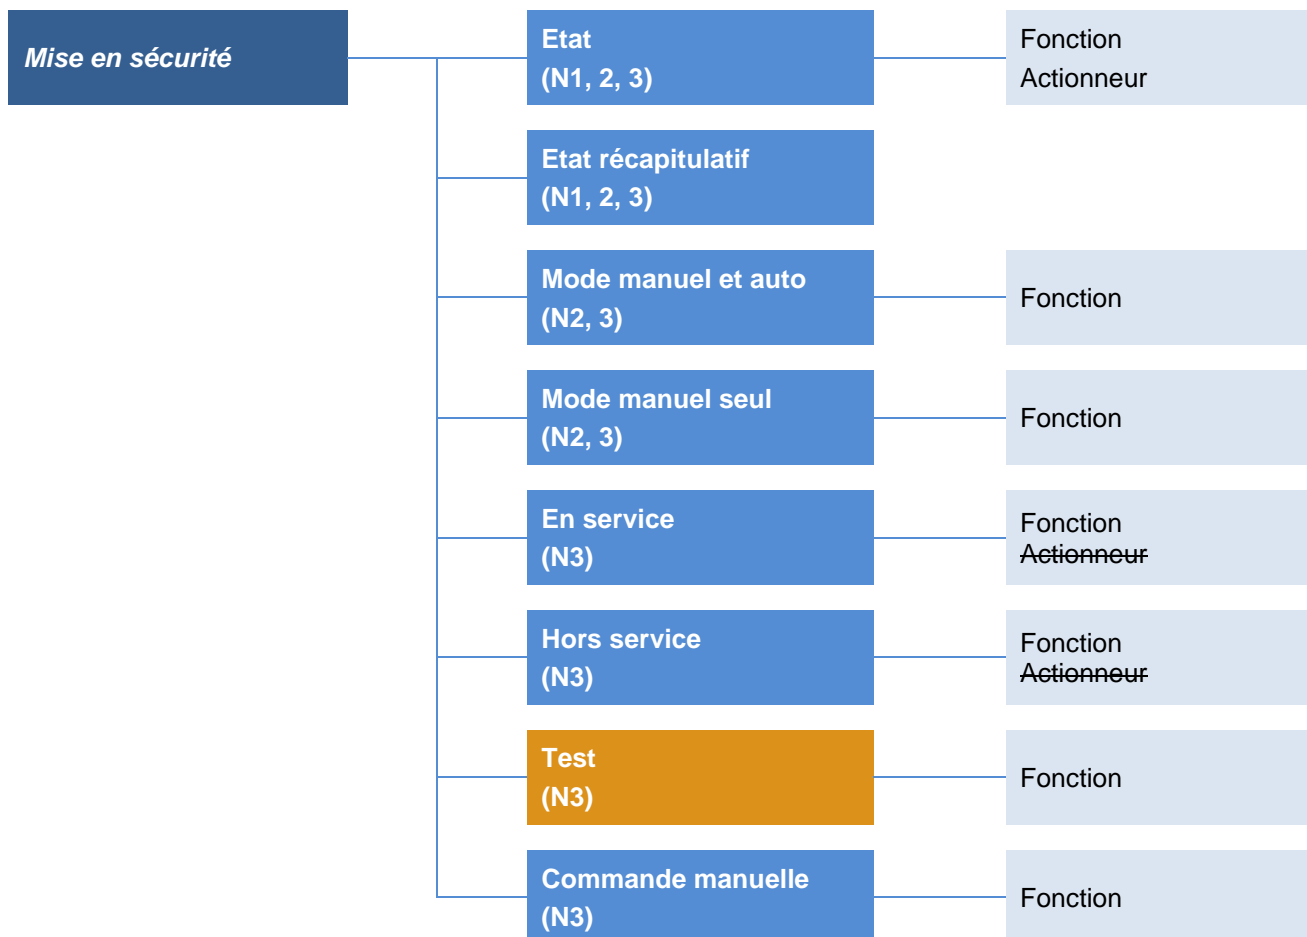 Mise en sécurité
Etat
(N1, 2, 3)
Fonction
Actionneur
Etat récapitulatif
(N1, 2, 3)
Mode manuel et auto
(N2, 3)
Fonction
Mode manuel seul
(N2, 3)
Fonction
En service
(N3)
Fonction
Actionneur
Hors service
(N3)
Fonction
Actionneur
Test
(N3)
Fonction
Commande manuelle
(N3)
Fonction